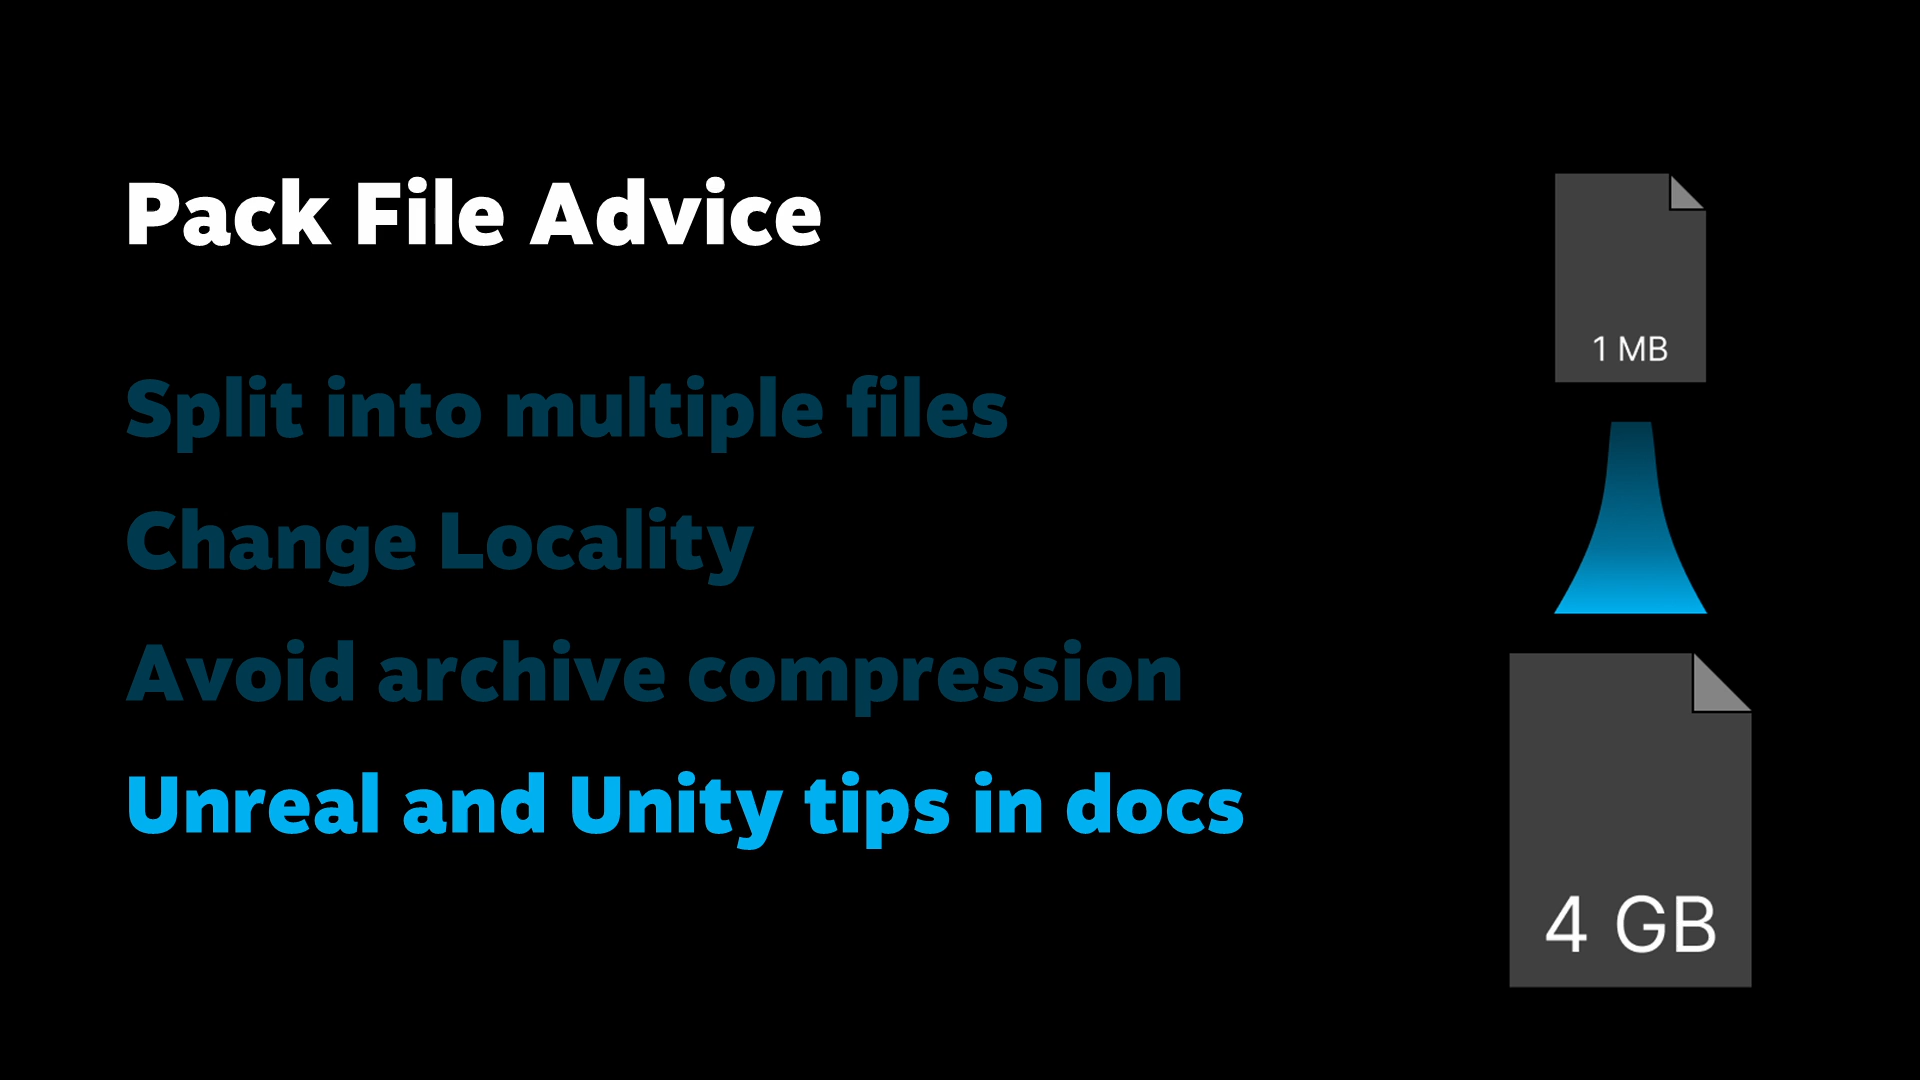 Pack File Advice
Split into multiple files
Change Locality
Avoid archive compression
Unreal and Unity tips in docs
1 MB
4 GB